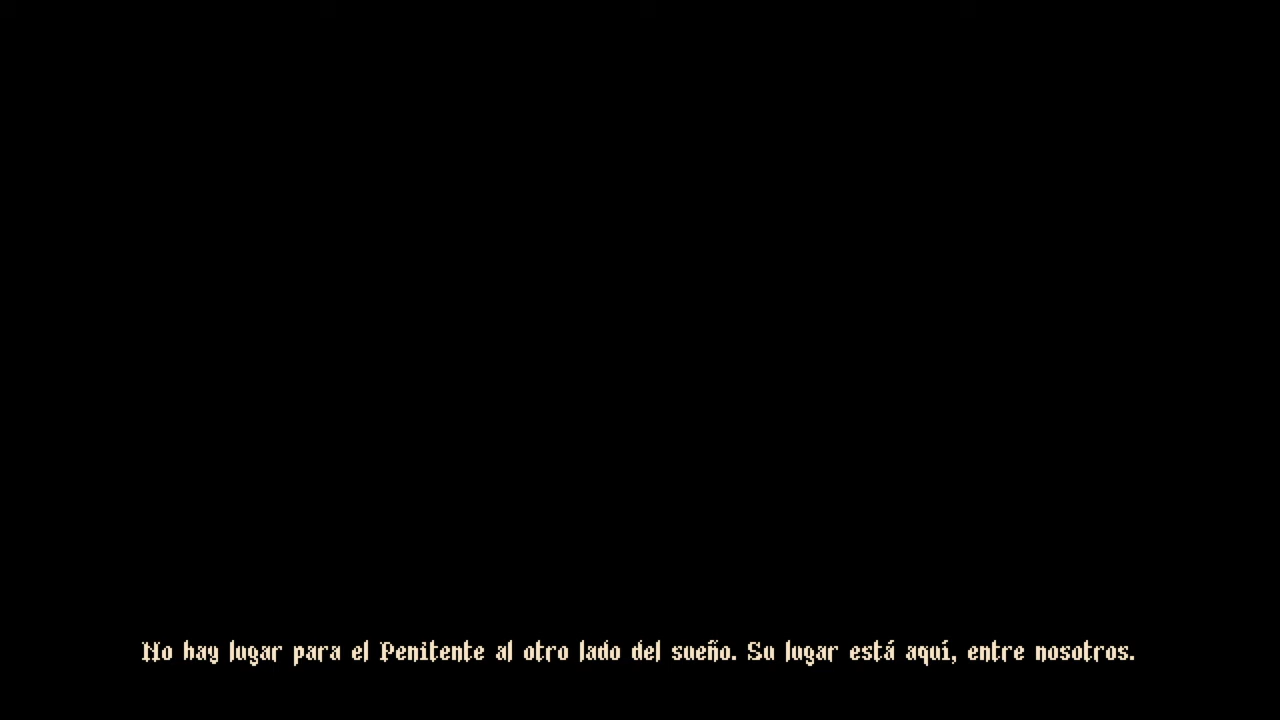 No hay lugar para el Penitente al otro lado del sueño. Su lugar está aquí, entre nosotros.